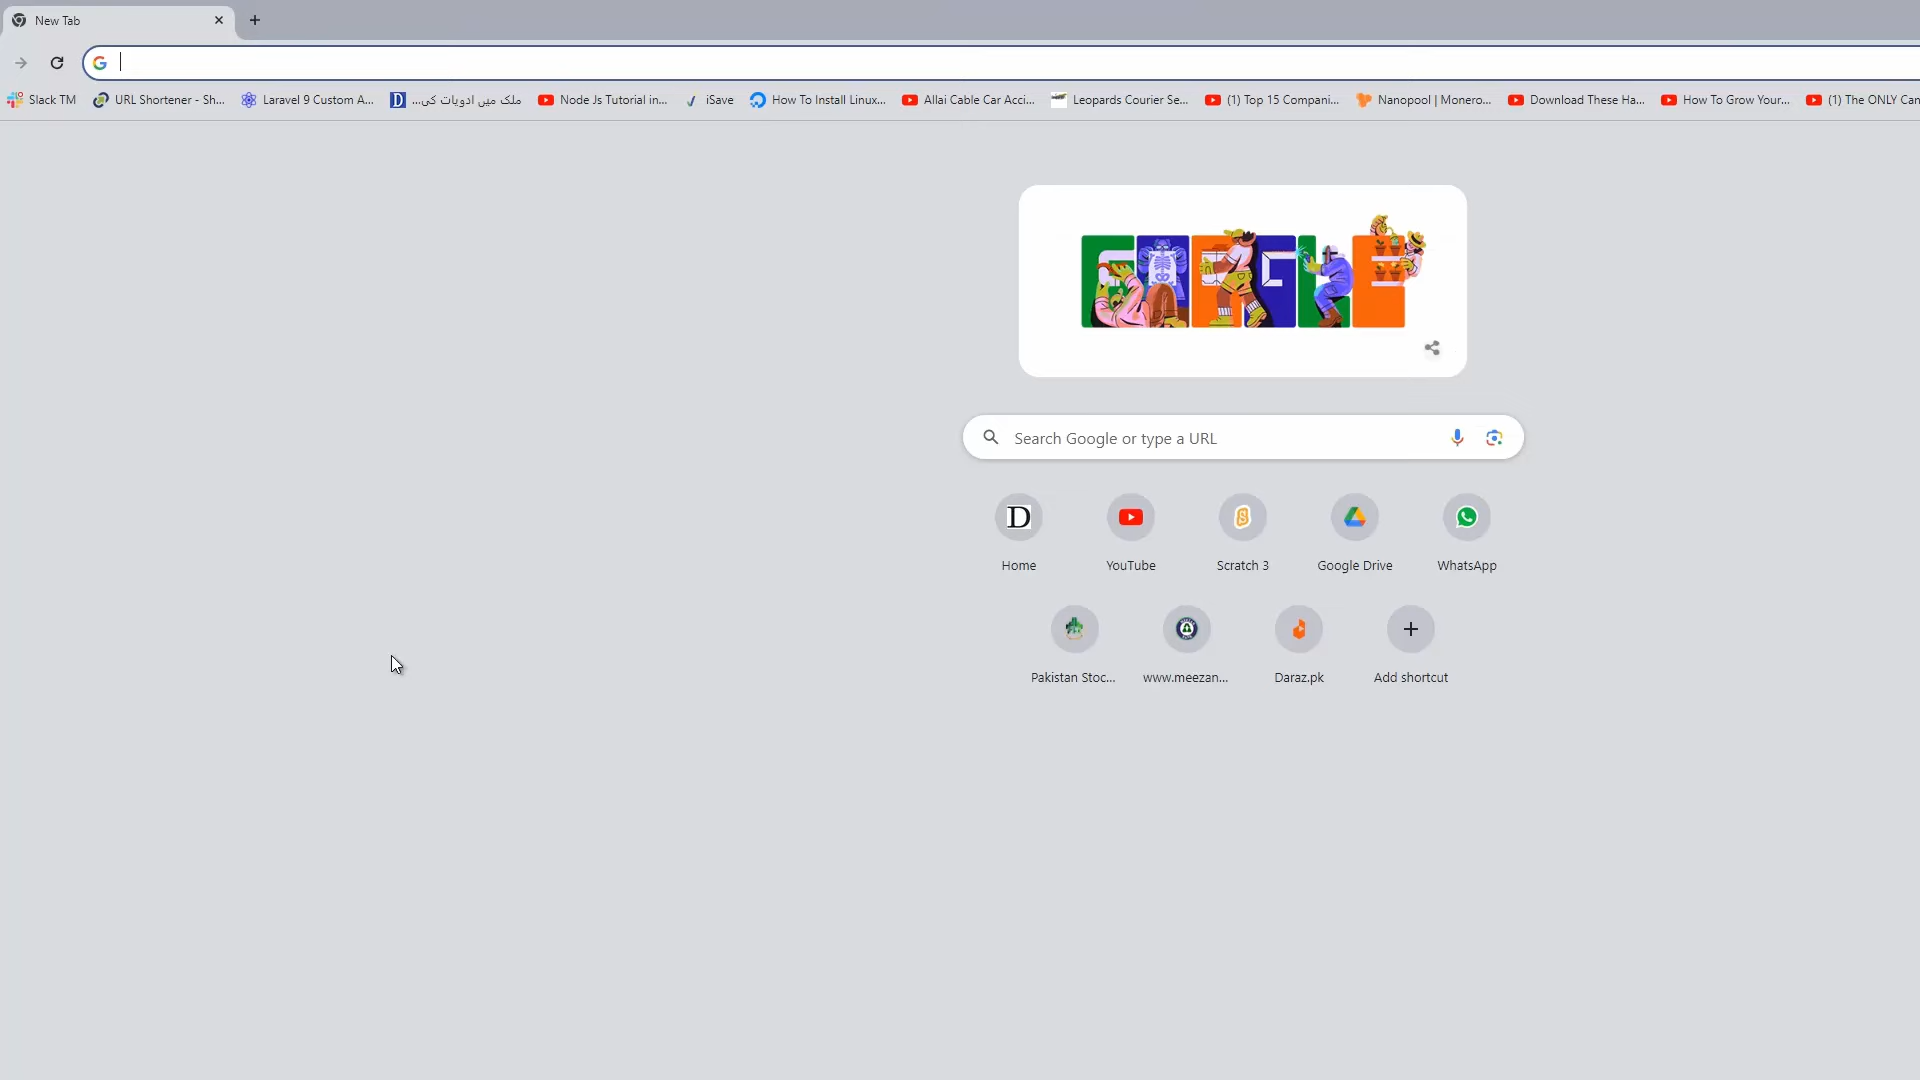 New Tab
Slack TM
URL Shortener - Sh...
Laravel 9 Custom A...
ملک میں ادویات کی...
Node Js Tutorial in...
iSave
How To Install Linux...
Allai Cable Car Acci...
Leopards Courier Se...
(1) Top 15 Compani...
Nanopool | Monero...
Download These Ha...
How To Grow Your...
(1) The ONLY Can
Search Google or type a URL
Home
YouTube
Scratch 3
Google Drive
WhatsApp
Pakistan Stoc...
www.meezan...
Daraz.pk
Add shortcut